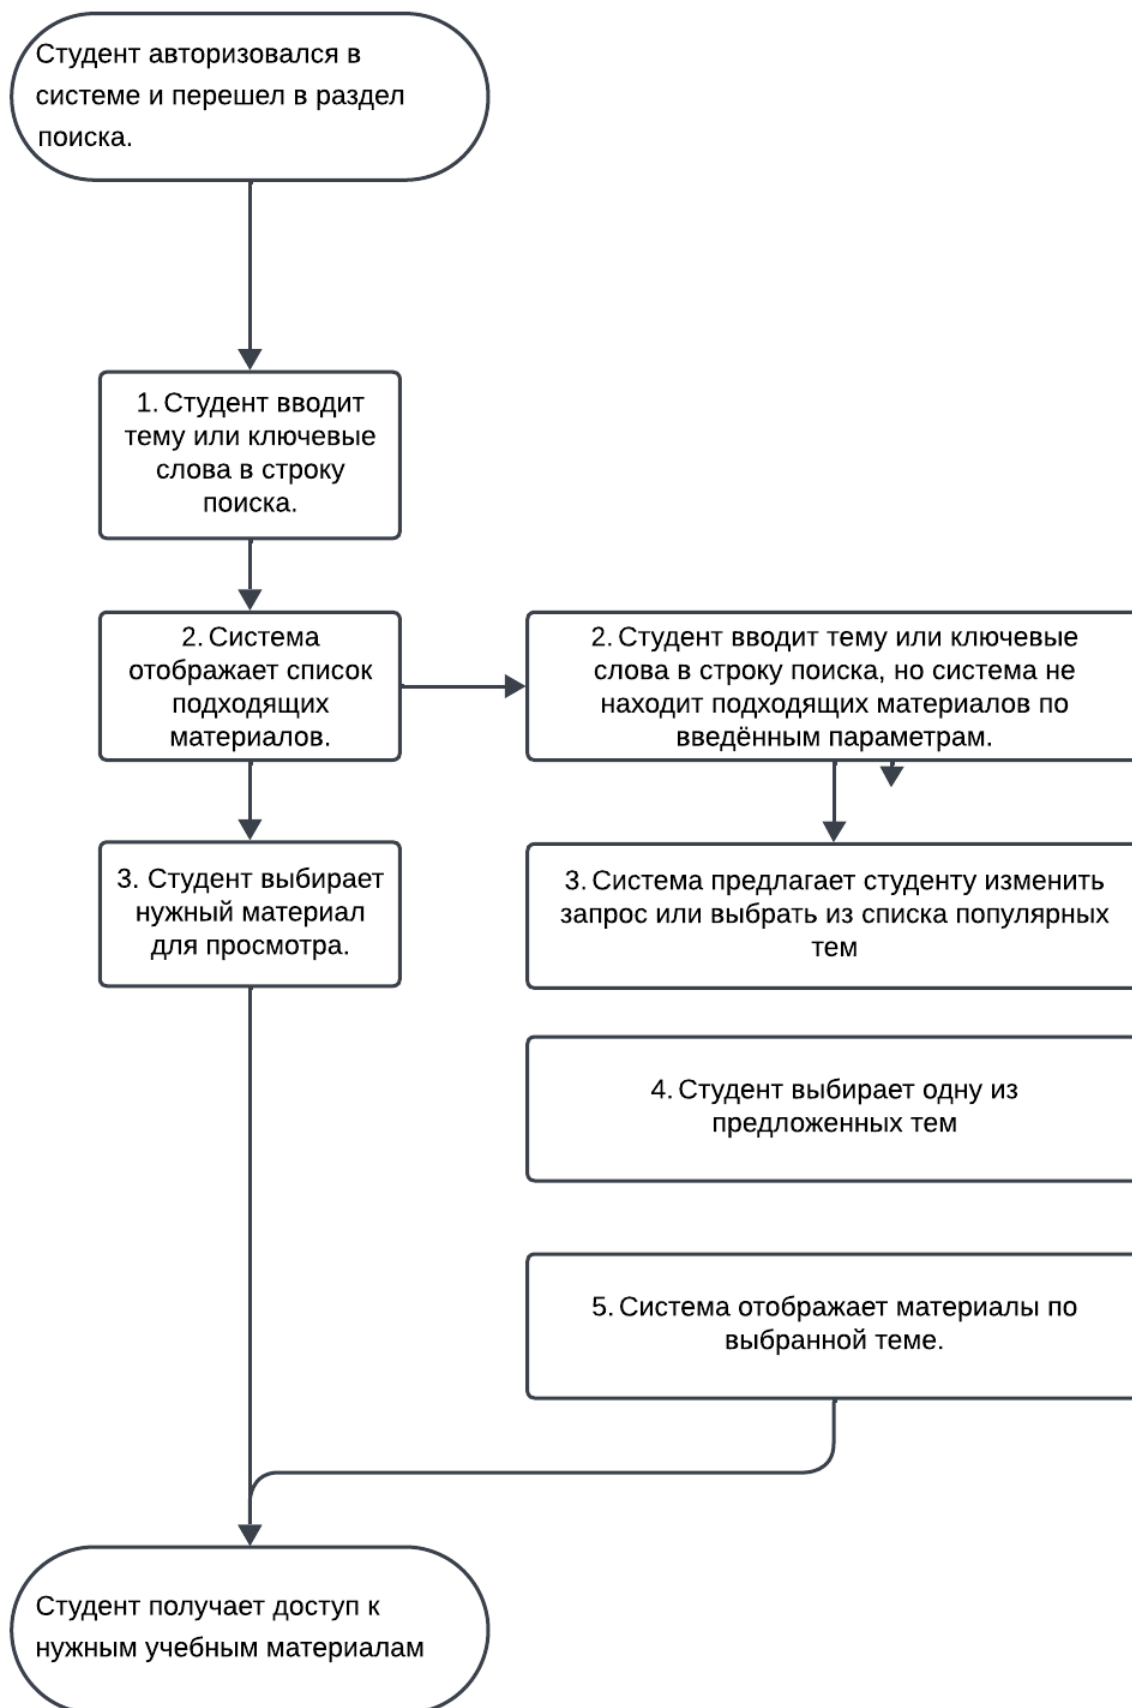 Студент авторизовался в
системе и перешел в раздел
поиска.
1. Студент вводит
тему или ключевые
слова в строку
поиска.
2. Система
отображает список
подходящих
материалов.
2. Студент вводит тему или ключевые
слова в строку поиска, но система не
находит подходящих материалов по
введённым параметрам.
3. Студент выбирает
нужный материал
для просмотра.
3. Система предлагает студенту изменить
запрос или выбрать из списка популярных
тем
4. Студент выбирает одну из
предложенных тем
5. Система отображает материалы по
выбранной теме.
Студент получает доступ к
нужным учебным материалам